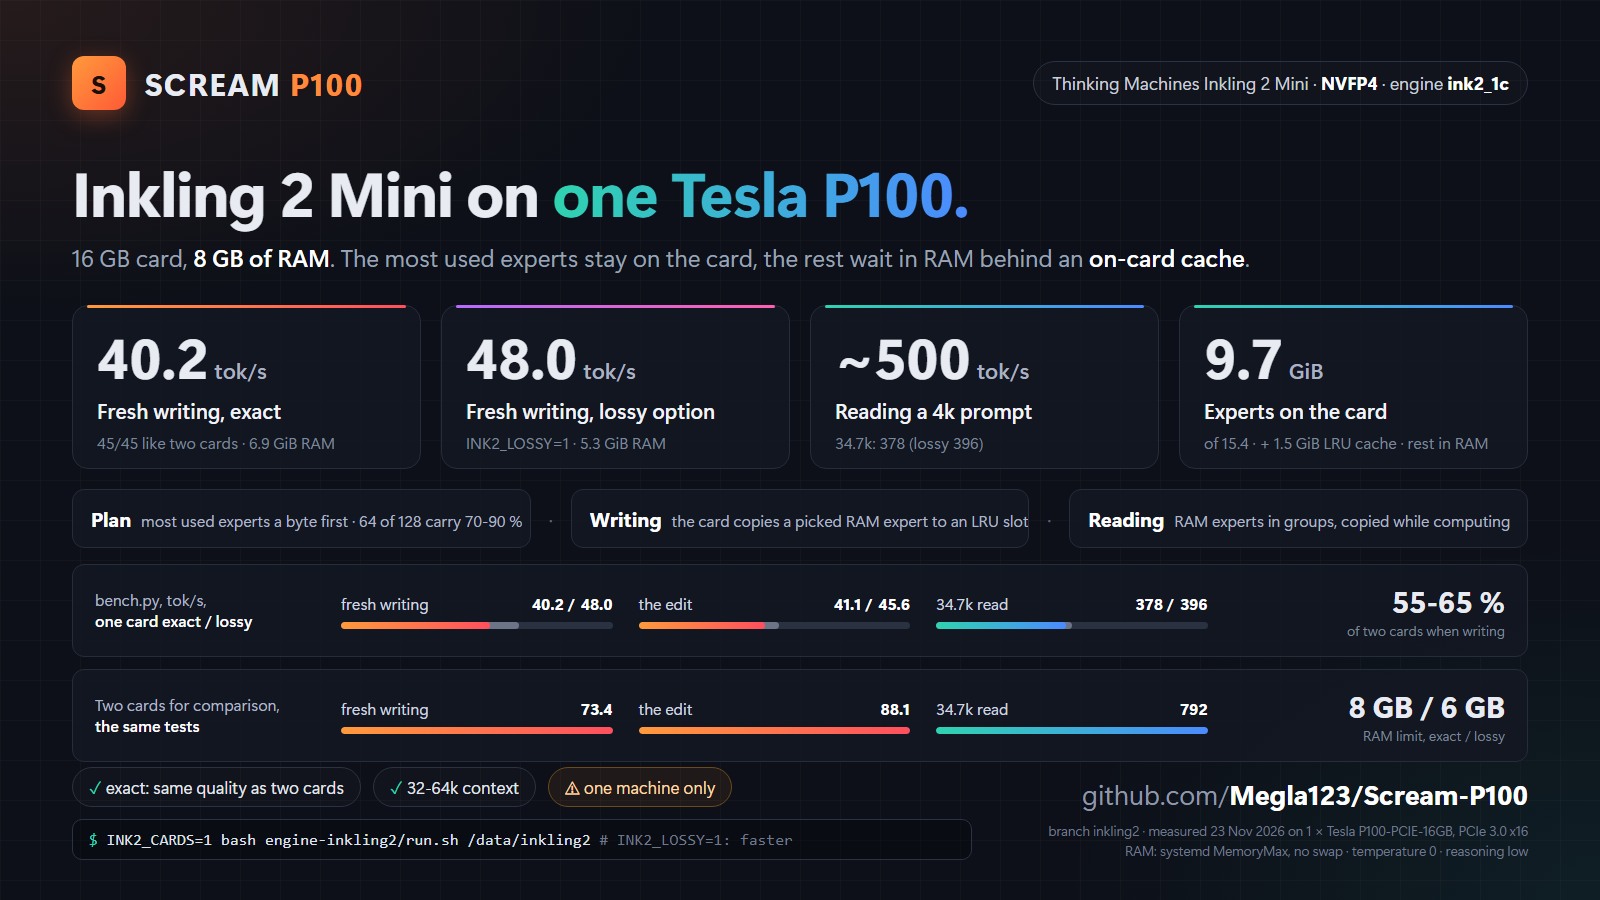 S SCREAM P100
Thinking Machines Inkling 2 Mini · NVFP4 · engine ink2_1c
Inkling 2 Mini on one Tesla P100.
16 GB card, 8 GB of RAM. The most used experts stay on the card, the rest wait in RAM behind an on-card cache.
40.2 tok/s
Fresh writing, exact
45/45 like two cards · 6.9 GiB RAM
48.0 tok/s
Fresh writing, lossy option
INK2_LOSSY=1 · 5.3 GiB RAM
~500 tok/s
Reading a 4k prompt
34.7k: 378 (lossy 396)
9.7 GiB
Experts on the card
of 15.4 · + 1.5 GiB LRU cache · rest in RAM
Plan most used experts a byte first · 64 of 128 carry 70-90 %
·
Writing the card copies a picked RAM expert to an LRU slot
·
Reading RAM experts in groups, copied while computing
bench.py, tok/s,
one card exact / lossy
fresh writing 40.2 / 48.0
the edit 41.1 / 45.6
34.7k read 378 / 396
55-65 %
of two cards when writing
Two cards for comparison,
the same tests
fresh writing 73.4
the edit 88.1
34.7k read 792
8 GB / 6 GB
RAM limit, exact / lossy
✓ exact: same quality as two cards
✓ 32-64k context
⚠ one machine only
$ INK2_CARDS=1 bash engine-inkling2/run.sh /data/inkling2 # INK2_LOSSY=1: faster
github.com/Megla123/Scream-P100
branch inkling2 · measured 23 Nov 2026 on 1 × Tesla P100-PCIE-16GB, PCIe 3.0 x16
RAM: systemd MemoryMax, no swap · temperature 0 · reasoning low